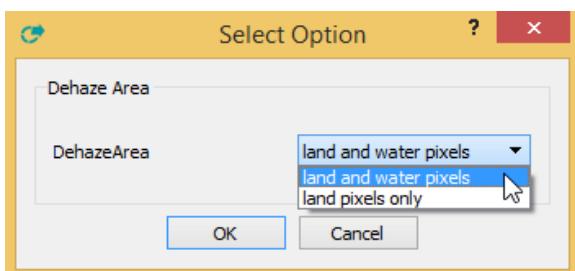 Select Option
?
Dehaze Area
DehazeArea
land and water pixels
land and water pixels
land pixels only
OK
Cancel